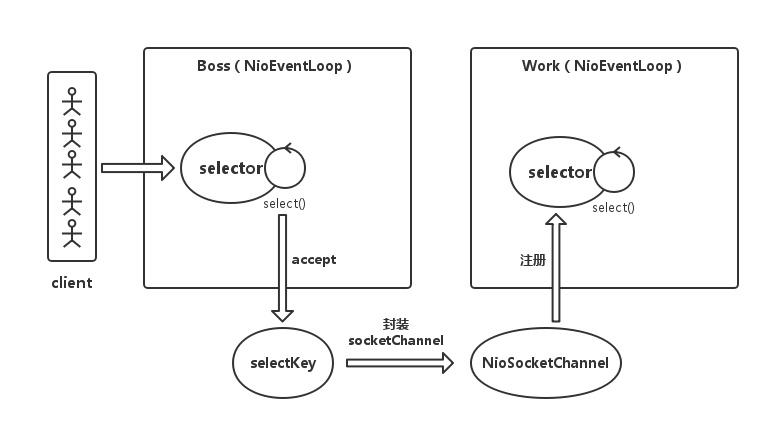 Boss（NioEventLoop）
Work（NioEventLoop）
selector
select()
selector
select()
client
accept
注册
封装
socketChannel
selectKey
NioSocketChannel